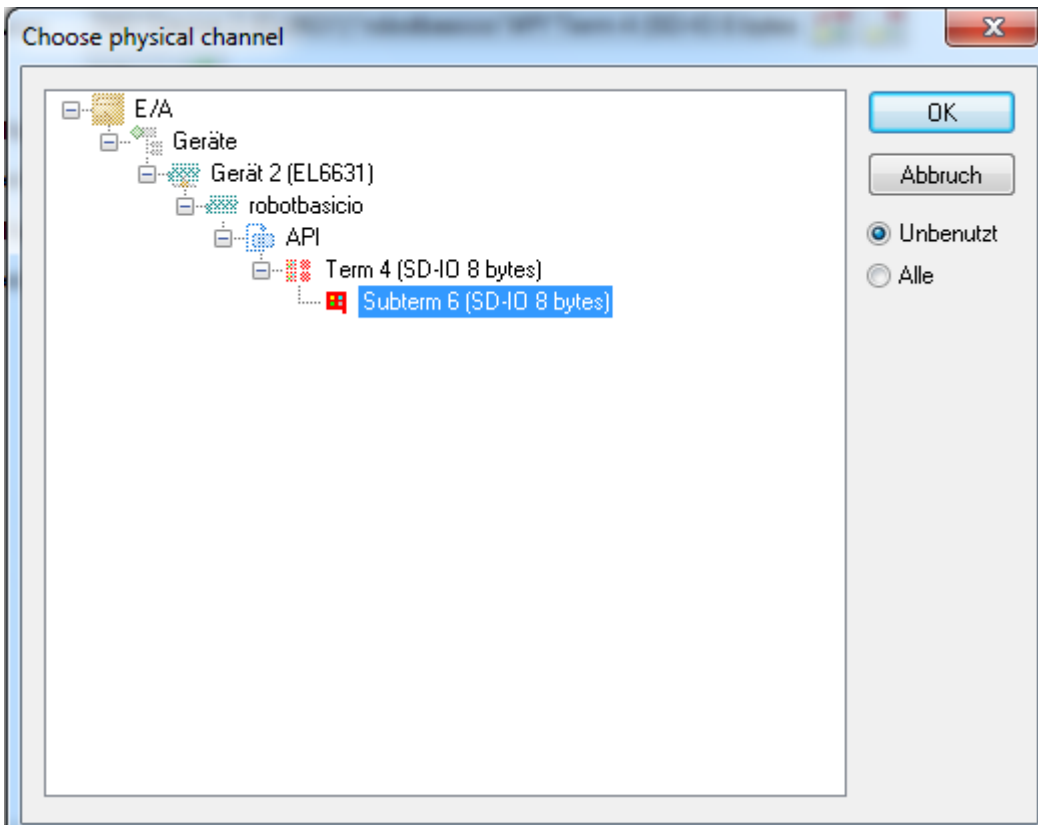 Choose physical channel
E/A
Geräte
Gerät 2 (EL6631)
robotbasicio
API
Term 4 (SD-IO 8 bytes)
Subterm 6 (SD-IO 8 bytes)
OK
Abbruch
Unbenutzt
Alle